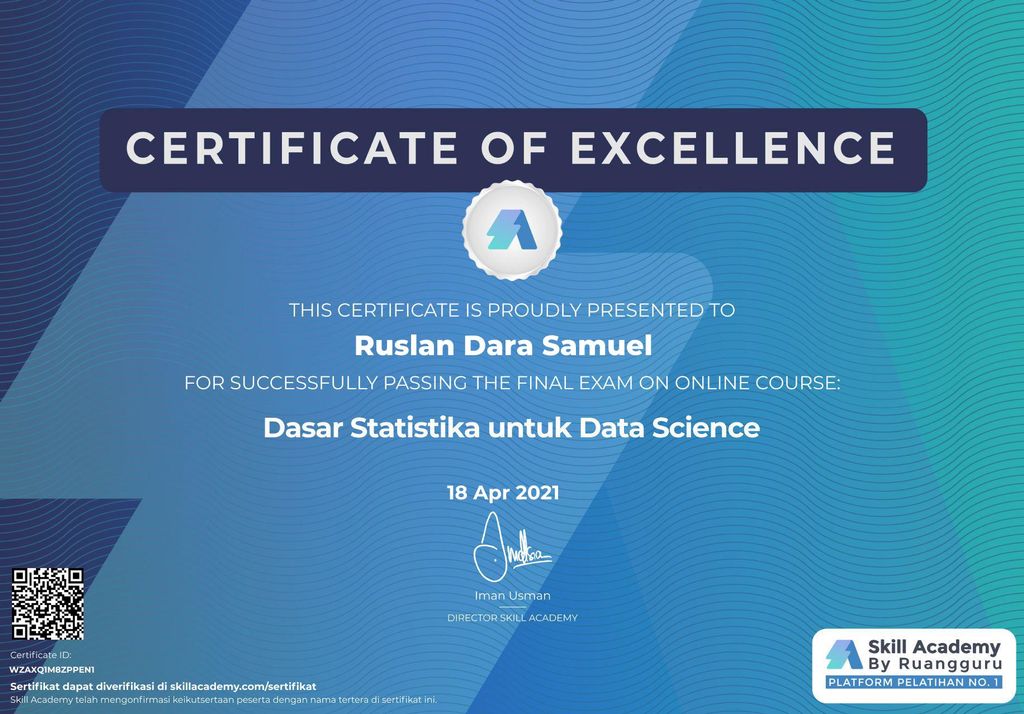 CERTIFICATE OF EXCELLENCE
THIS CERTIFICATE IS PROUDLY PRESENTED TO
Ruslan Dara Samuel
FOR SUCCESSFULLY PASSING THE FINAL EXAM ON ONLINE COURSE:
Dasar Statistika untuk Data Science
18 Apr 2021
Iman Usman
DIRECTOR SKILL ACADEMY
Certificate ID:
WZAXQ1M8ZPPEN1
Sertifikat dapat diverifikasi di skillacademy.com/sertifikat
Skill Academy telah mengonfirmasi keikutsertaan peserta dengan nama tertera di sertifikat ini.
Skill Academy
By Ruangguru
PLATFORM PELATIHAN NO. 1